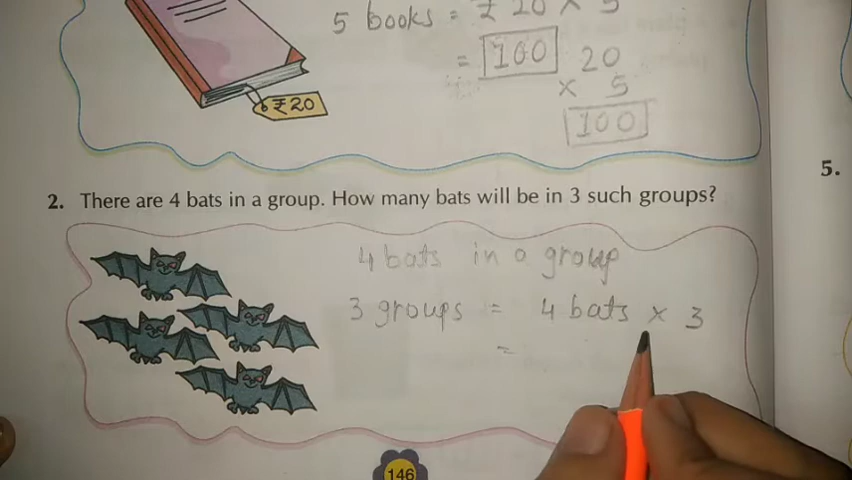 5 books = ₹ 20 × 5
= 100 20
× 5
100
₹20
5.
2. There are 4 bats in a group. How many bats will be in 3 such groups?
4 bats in a group
3 groups = 4 bats × 3
=
146